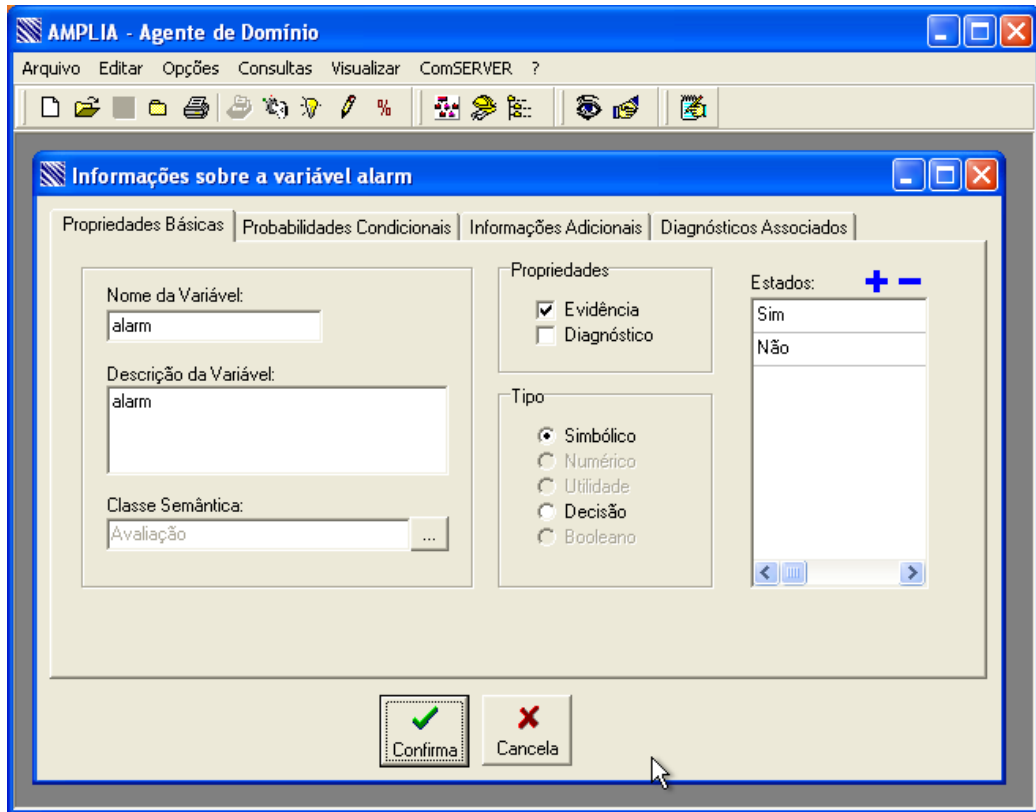 AMPLIA - Agente de Domínio
Arquivo Editar Opções Consultas Visualizar ComSERVER ?
%
Informações sobre a variável alarm
Propriedades Básicas Probabilidades Condicionais Informações Adicionais Diagnósticos Associados
Nome da Variável:
alarm
Descrição da Variável:
alarm
Classe Semântica:
Avaliação ...
Propriedades
Evidência
Diagnóstico
Tipo
Simbólico
Numérico
Utilidade
Decisão
Booleano
Estados:
Sim
Não
Confirma Cancela